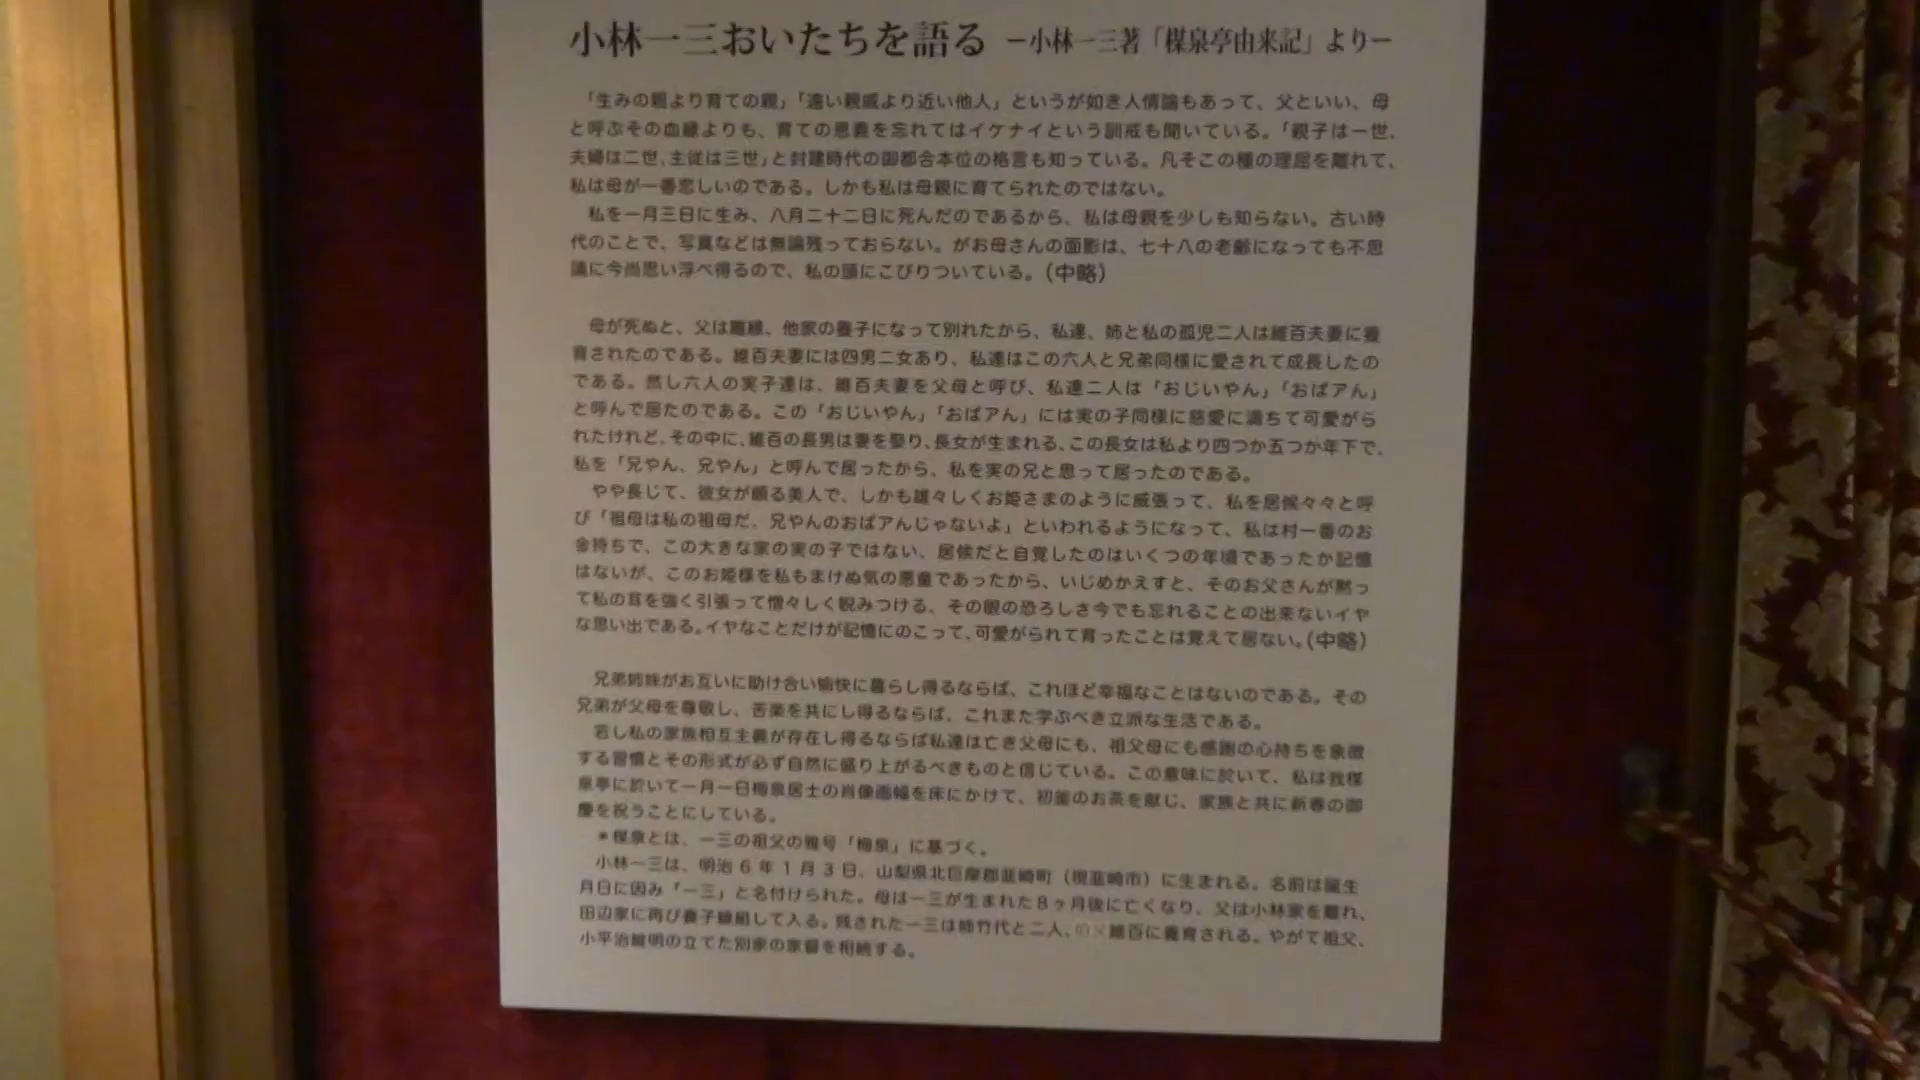 小林一三おいたちを語る ー小林一三著「楳泉亭由来記」よりー
「生みの親より育ての親」「遠い親戚より近い他人」というが如き人情論もあって、父といい、母
と呼ぶその血縁よりも、育ての恩義を忘れてはイケナイという訓戒も聞いている。「親子は一世、
夫婦は二世、主従は三世」と封建時代の御都合本位の格言も知っている。凡そこの種の理屈を離れて、
私は母が一番恋しいのである。しかも私は母親に育てられたのではない。
私を一月三日に生み、八月二十二日に死んだのであるから、私は母親を少しも知らない。古い時
代のことで、写真などは無論残っておらない。がお母さんの面影は、七十八の老齢になっても不思
議に今尚思い浮べ得るので、私の頭にこびりついている。(中略)
母が死ぬと、父は離縁、他家の養子になって別れたから、私達、姉と私の孤児二人は維百夫妻に養
育されたのである。維百夫妻には四男二女あり、私達はこの六人と兄弟同様に愛されて成長したの
である。然し六人の実子達は、維百夫妻を父母と呼び、私達二人は「おじいやん」「おばアん」
と呼んで居たのである。この「おじいやん」「おばアん」には実の子同様に慈愛に満ちて可愛がら
れたけれど、その中に、維百の長男は妻を娶り、長女が生まれる、この長女は私より四つか五つか年下で、
私を「兄やん、兄やん」と呼んで居ったから、私を実の兄と思って居ったのである。
やや長じて、彼女が頗る美人で、しかも雄々しくお姫さまのように威張って、私を居候々々と呼
び「祖母は私の祖母だ、兄やんのおばアんじゃないよ」といわれるようになって、私は村一番のお
金持ちで、この大きな家の実の子ではない、居候だと自覚したのはいくつの年頃であったか記憶
はないが、このお姫様を私もまけぬ気の悪童であったから、いじめかえすと、そのお父さんが黙っ
て私の耳を強く引張って憎々しく睨みつける、その眼の恐ろしさ今でも忘れることの出来ないイヤ
な思い出である。イヤなことだけが記憶にのこって、可愛がられて育ったことは覚えて居ない。(中略)
兄弟姉妹がお互いに助け合い愉快に暮らし得るならば、これほど幸福なことはないのである。その
兄弟が父母を尊敬し、苦楽を共にし得るならば、これまた学ぶべき立派な生活である。
若し私の家族相互主義が存在し得るならば私達は亡き父母にも、祖父母にも感謝の心持ちを象徴
する習慣とその形式が必ず自然に盛り上がるべきものと信じている。この意味に於いて、私は我楳
泉亭に於いて一月一日梅泉居士の肖像画幅を床にかけて、初釜のお茶を献じ、家族と共に新春の御
慶を祝うことにしている。
*楳泉とは、一三の祖父の雅号「梅泉」に基づく。
小林一三は、明治6年1月3日、山梨県北巨摩郡韮崎町(現韮崎市)に生まれる。名前は誕生
月日に因み「一三」と名付けられた。母は一三が生まれた8ヶ月後に亡くなり、父は小林家を離れ、
田辺家に再び養子縁組して入る。残された一三は姉竹代と二人、維百に養育される。やがて祖父、
小平治維明の立てた別家の家督を相続する。